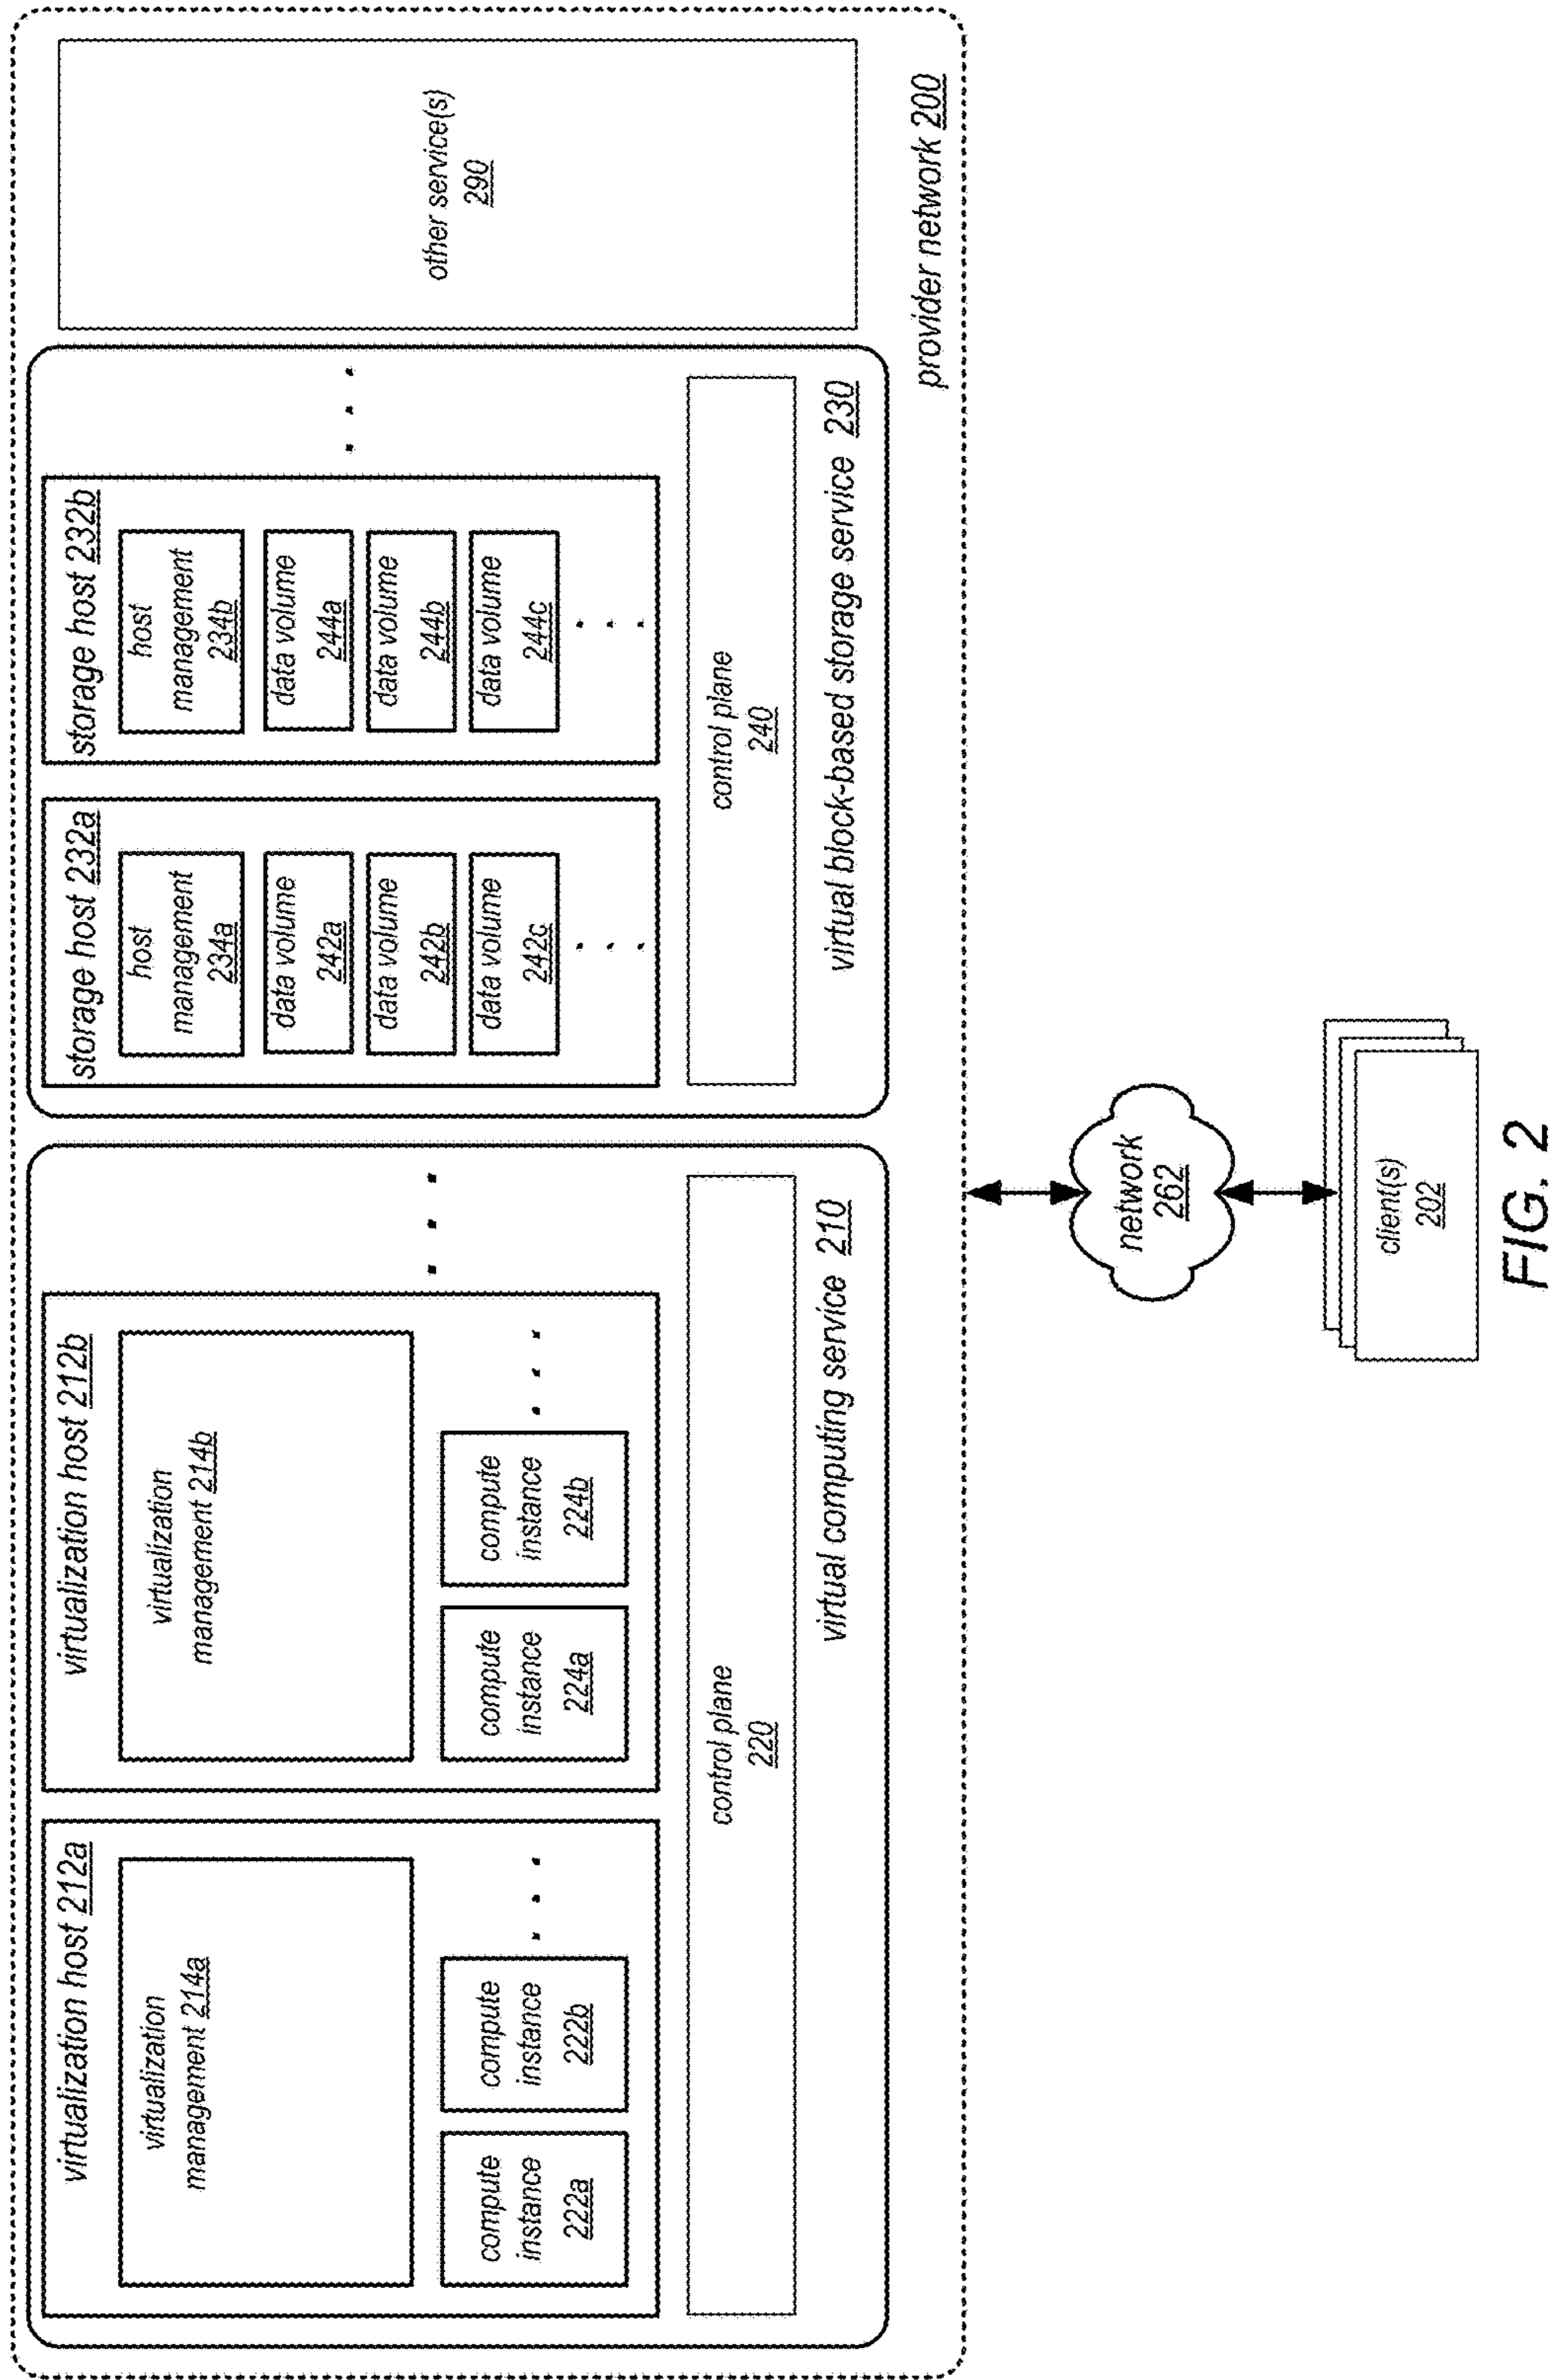 virtualization host 212a
virtualization
management 214a
compute
instance
222a
compute
instance
222b
. . .
virtualization host 212b
virtualization
management 214b
compute
instance
224a
compute
instance
224b
. . .
. . .
control plane
220
virtual computing service 210
storage host 232a
host
management
234a
data volume
242a
data volume
242b
data volume
242c
. . .
storage host 232b
host
management
234b
data volume
244a
data volume
244b
data volume
244c
. . .
. . .
control plane
240
virtual block-based storage service 230
other service(s)
290
provider network 200
network
262
client(s)
202
FIG. 2